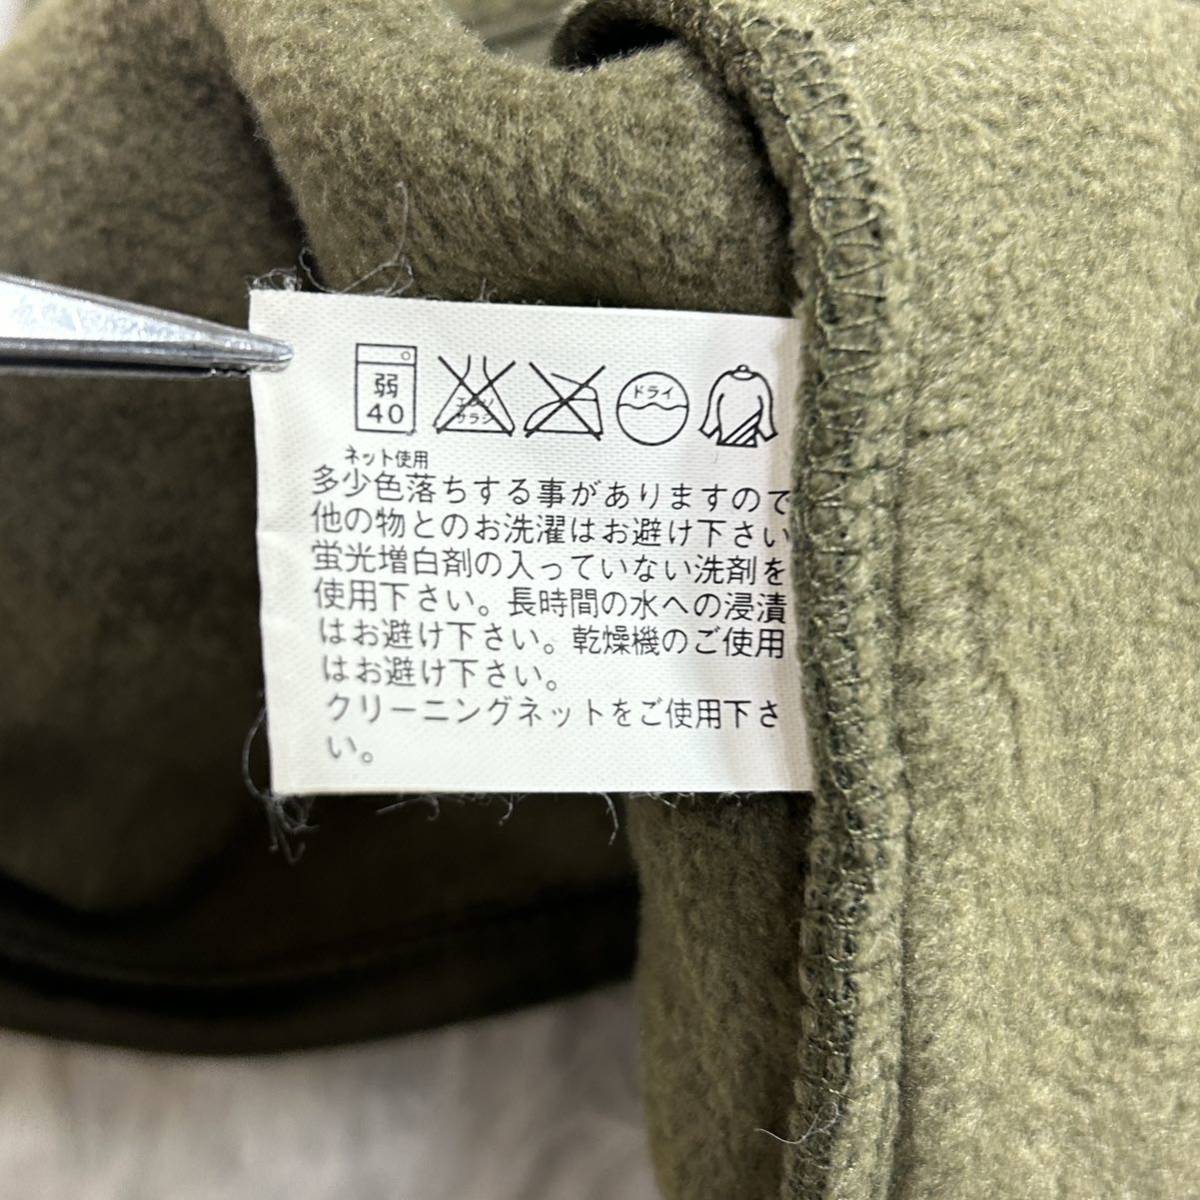 弱 エンソ ドライ
40 サラシ
ネット使用
多少色落ちする事がありますので
他の物とのお洗濯はお避け下さい
蛍光増白剤の入っていない洗剤を
使用下さい。長時間の水への浸漬
はお避け下さい。乾燥機のご使用
はお避け下さい。
クリーニングネットをご使用下さ
い。